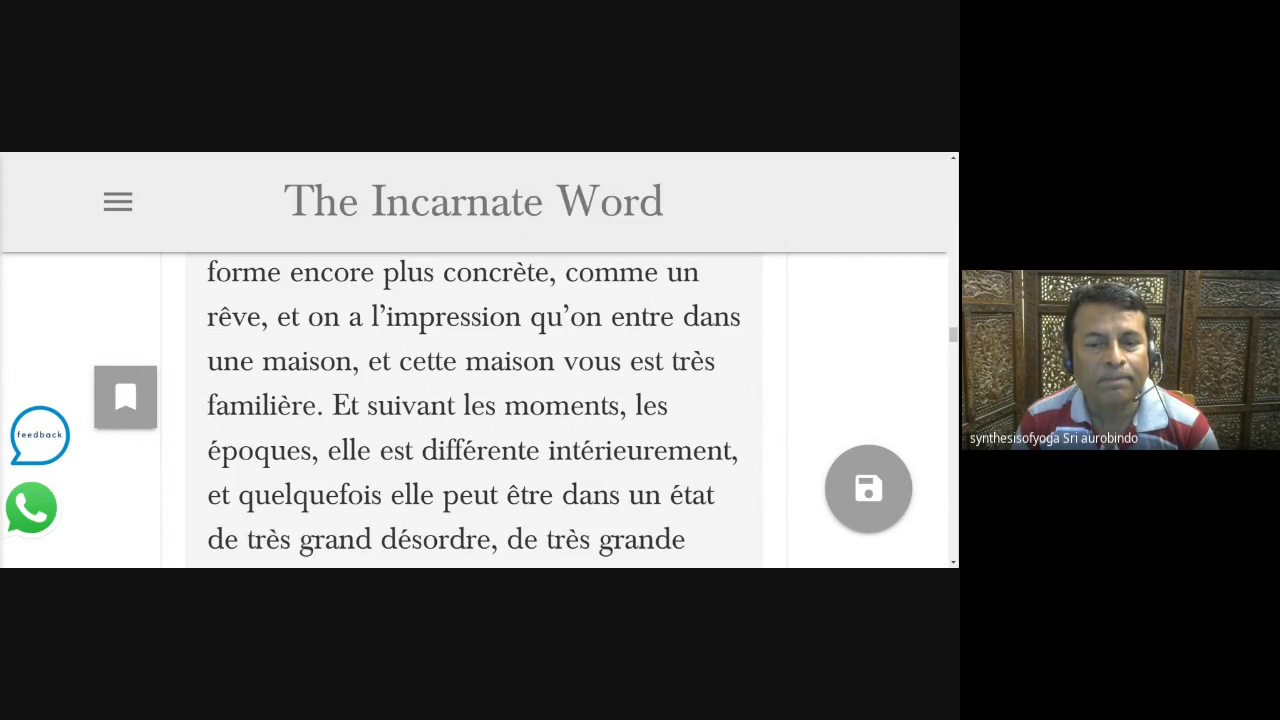 The Incarnate Word
forme encore plus concrète, comme un
rêve, et on a l’impression qu’on entre dans
une maison, et cette maison vous est très
familière. Et suivant les moments, les
époques, elle est différente intérieurement,
et quelquefois elle peut être dans un état
de très grand désordre, de très grande
feedback
synthesisofyoga Sri aurobindo